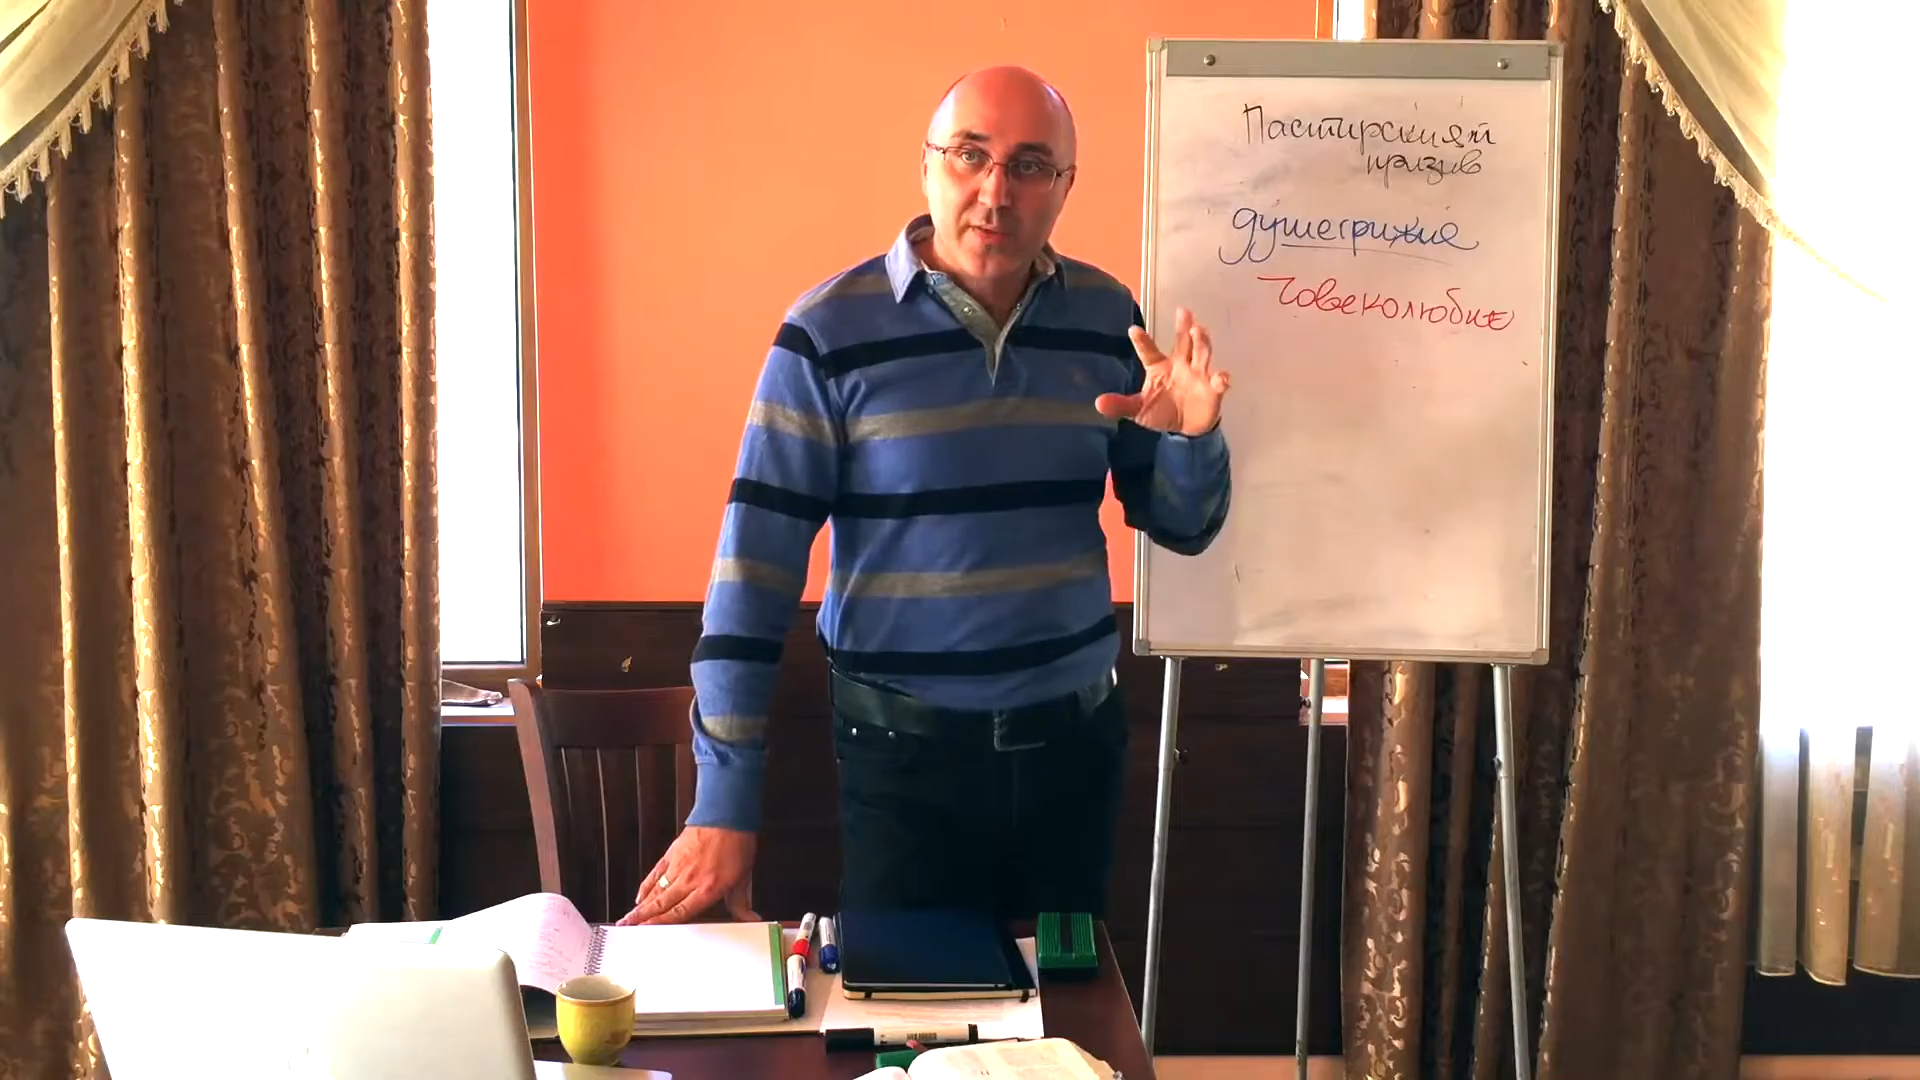 Пастирският
призив
душегрижие
Човеколюбие